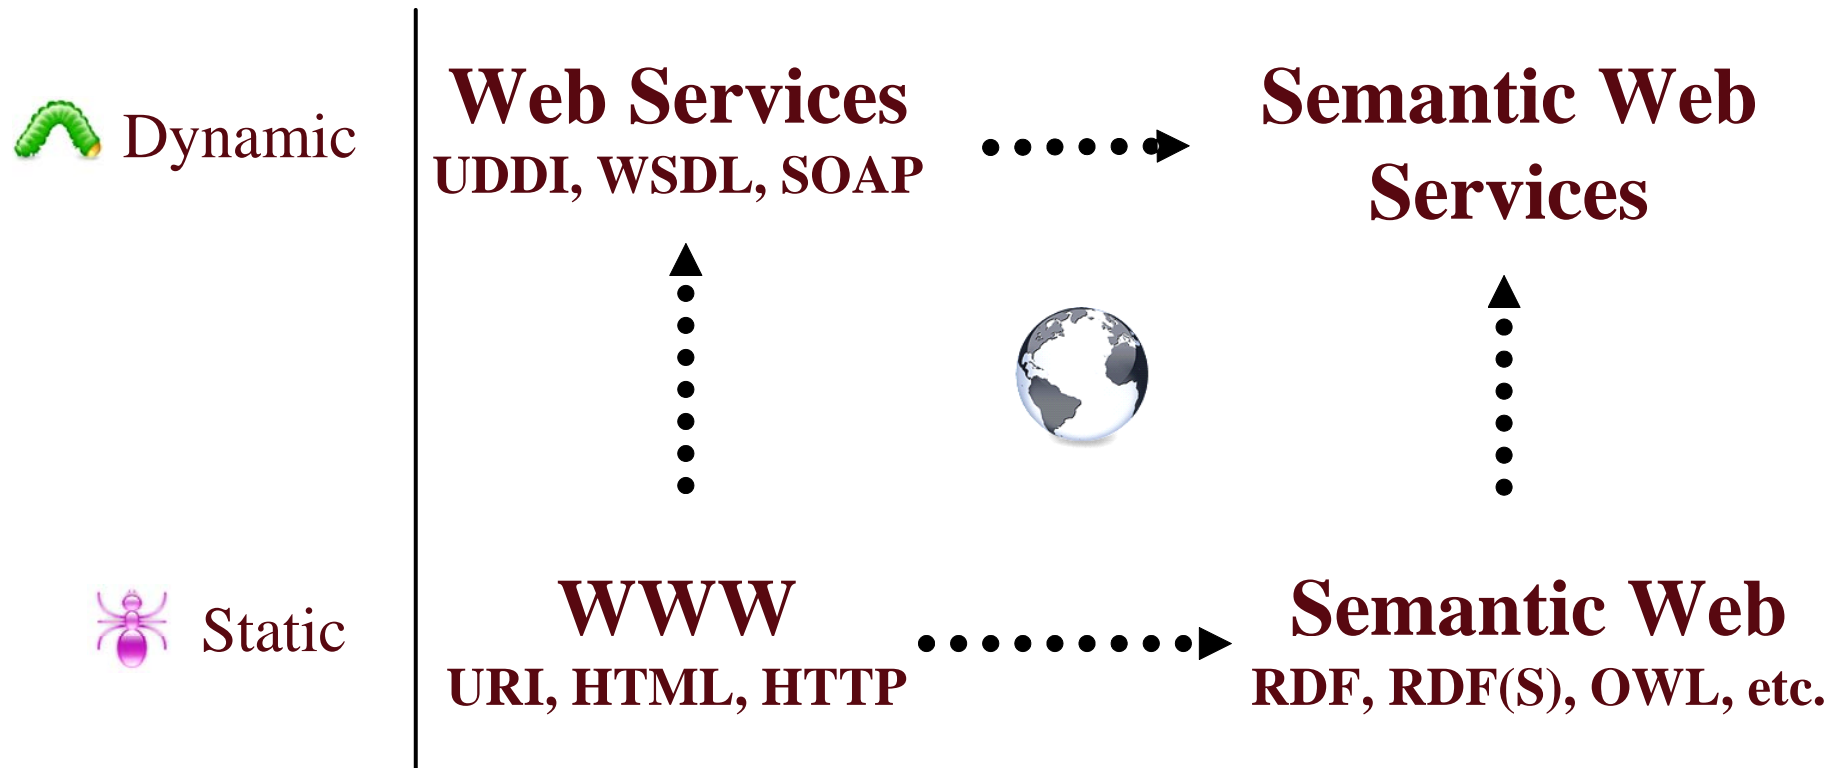 Dynamic
Web Services
UDDI, WSDL, SOAP
Semantic Web
Services
Static
WWW
URI, HTML, HTTP
Semantic Web
RDF, RDF(S), OWL, etc.